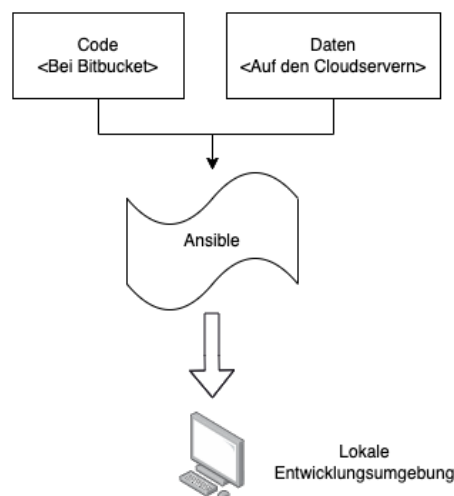 Code
<Bei Bitbucket>
Daten
<Auf den Cloudservern>
Ansible
Lokale
Entwicklungsumgebung